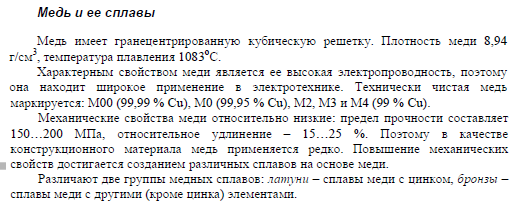 Медь и ее сплавы
Медь имеет гранецентрированную кубическую решетку. Плотность меди 8,94
г/см³, температура плавления 1083⁰С.
Характерным свойством меди является ее высокая электропроводность, поэтому
она находит широкое применение в электротехнике. Технически чистая медь
маркируется: М00 (99,99 % Cu), М0 (99,95 % Cu), М2, М3 и М4 (99 % Cu).
Механические свойства меди относительно низкие: предел прочности составляет
150…200 МПа, относительное удлинение – 15…25 %. Поэтому в качестве
конструкционного материала медь применяется редко. Повышение механических
свойств достигается созданием различных сплавов на основе меди.
Различают две группы медных сплавов: латуни – сплавы меди с цинком, бронзы –
сплавы меди с другими (кроме цинка) элементами.